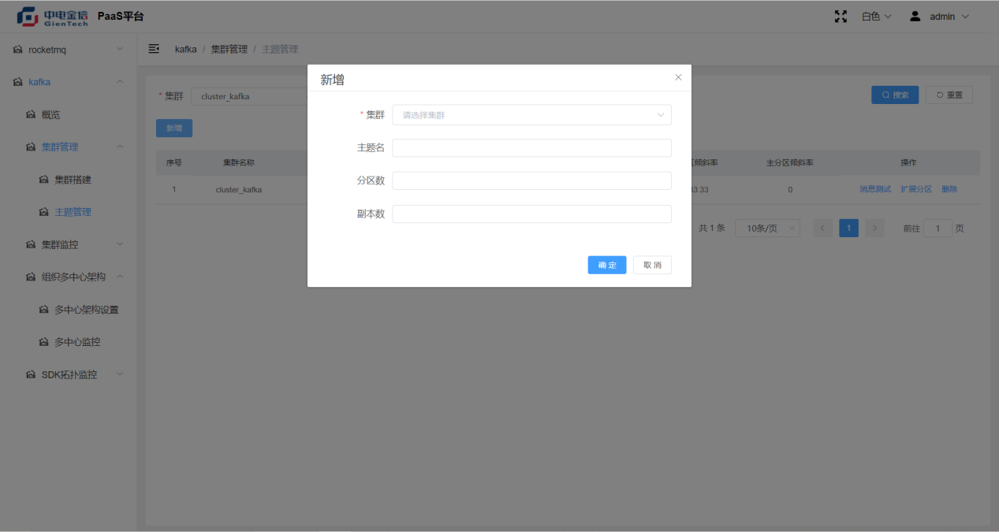 中电金信
GienTech
PaaS平台
白色
admin
rocketmq
kafka
概览
集群管理
集群搭建
主题管理
集群监控
组织多中心架构
多中心架构设置
多中心监控
SDK拓扑监控
kafka / 集群管理 / 主题管理
* 集群 cluster_kafka
搜索 重置
新增
序号 集群名称 倾斜率 主分区倾斜率 操作
1 cluster_kafka 3.33 0 消息测试 扩展分区 删除
共 1 条 10条/页 1 前往 1 页
新增
* 集群 请选择集群
主题名
分区数
副本数
确 定 取 消